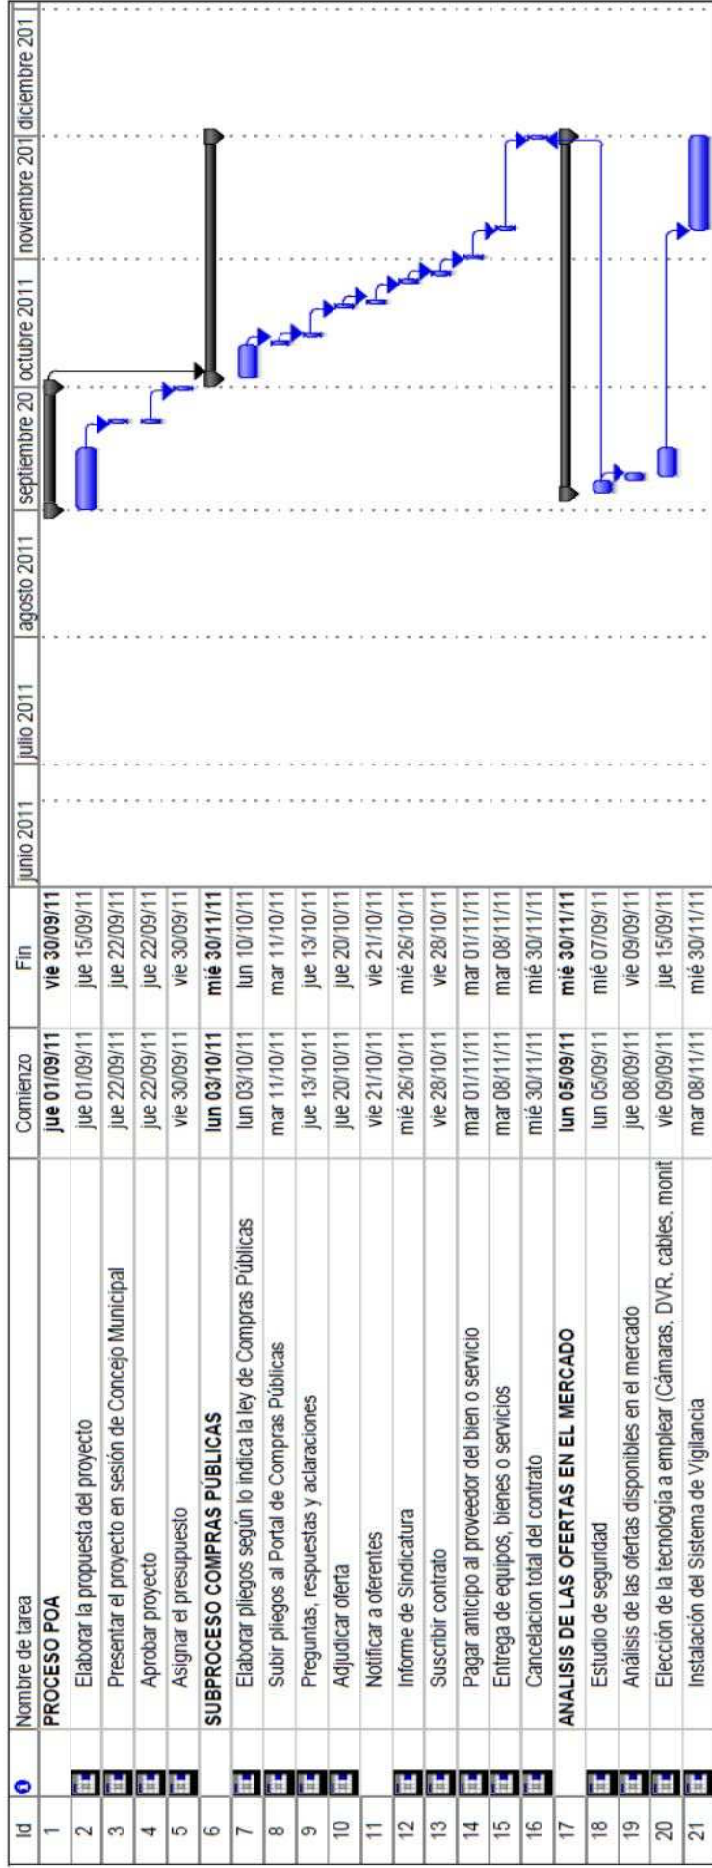 Id Nombre de tarea Comienzo Fin junio 2011 julio 2011 agosto 2011 septiembre 20 octubre 2011 noviembre 201 diciembre 201
1 PROCESO POA jue 01/09/11 vie 30/09/11
2 Elaborar la propuesta del proyecto jue 01/09/11 jue 15/09/11
3 Presentar el proyecto en sesión de Concejo Municipal jue 22/09/11 jue 22/09/11
4 Aprobar proyecto jue 22/09/11 jue 22/09/11
5 Asignar el presupuesto vie 30/09/11 vie 30/09/11
6 SUBPROCESO COMPRAS PÚBLICAS lun 03/10/11 mié 30/11/11
7 Elaborar pliegos según lo indica la ley de Compras Públicas lun 03/10/11 lun 10/10/11
8 Subir pliegos al Portal de Compras Públicas mar 11/10/11 mar 11/10/11
9 Preguntas, respuestas y aclaraciones jue 13/10/11 jue 13/10/11
10 Adjudicar oferta jue 20/10/11 jue 20/10/11
11 Notificar a oferentes vie 21/10/11 vie 21/10/11
12 Informe de Sindicatura mié 26/10/11 mié 26/10/11
13 Suscribir contrato vie 28/10/11 vie 28/10/11
14 Pagar anticipo al proveedor del bien o servicio mar 01/11/11 mar 01/11/11
15 Entrega de equipos, bienes o servicios mar 08/11/11 mar 08/11/11
16 Cancelacion total del contrato mié 30/11/11 mié 30/11/11
17 ANALISIS DE LAS OFERTAS EN EL MERCADO lun 05/09/11 mié 30/11/11
18 Estudio de seguridad lun 05/09/11 mié 07/09/11
19 Análisis de las ofertas disponibles en el mercado jue 08/09/11 vie 09/09/11
20 Elección de la tecnología a emplear (Cámaras, DVR, cables, monit vie 09/09/11 jue 15/09/11
21 Instalación del Sistema de Vigilancia mar 08/11/11 mié 30/11/11